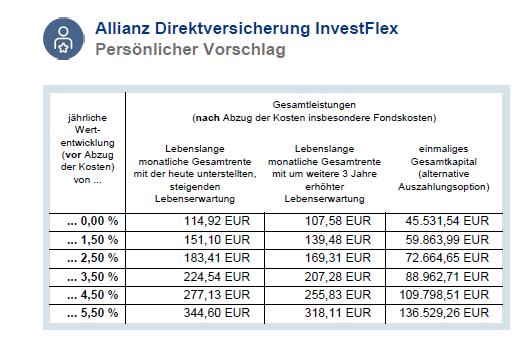 Allianz Direktversicherung InvestFlex
Persönlicher Vorschlag
jährliche
Wert-
entwicklung
(vor Abzug
der Kosten)
von ...
Gesamtleistungen
(nach Abzug der Kosten insbesondere Fondskosten)
Lebenslange
monatliche Gesamtrente
mit der heute unterstellten,
steigenden
Lebenserwartung
Lebenslange
monatliche Gesamtrente
mit um weitere 3 Jahre
erhöhter
Lebenserwartung
einmaliges
Gesamtkapital
(alternative
Auszahlungsoption)
... 0,00 % 114,92 EUR 107,58 EUR 45.531,54 EUR
... 1,50 % 151,10 EUR 139,48 EUR 59.863,99 EUR
... 2,50 % 183,41 EUR 169,31 EUR 72.664,65 EUR
... 3,50 % 224,54 EUR 207,28 EUR 88.962,71 EUR
... 4,50 % 277,13 EUR 255,83 EUR 109.798,51 EUR
... 5,50 % 344,60 EUR 318,11 EUR 136.529,26 EUR